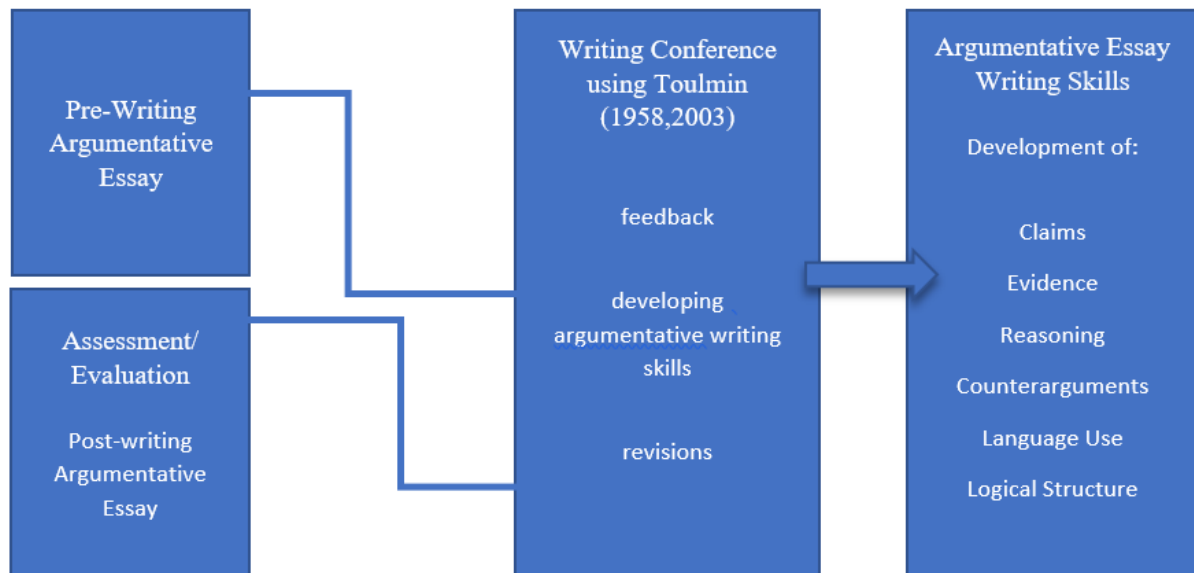 Pre-Writing
Argumentative
Essay
Assessment/
Evaluation
Post-writing
Argumentative
Essay
Writing Conference
using Toulmin
(1958,2003)
feedback
developing
argumentative writing
skills
revisions
Argumentative Essay
Writing Skills
Development of:
Claims
Evidence
Reasoning
Counterarguments
Language Use
Logical Structure